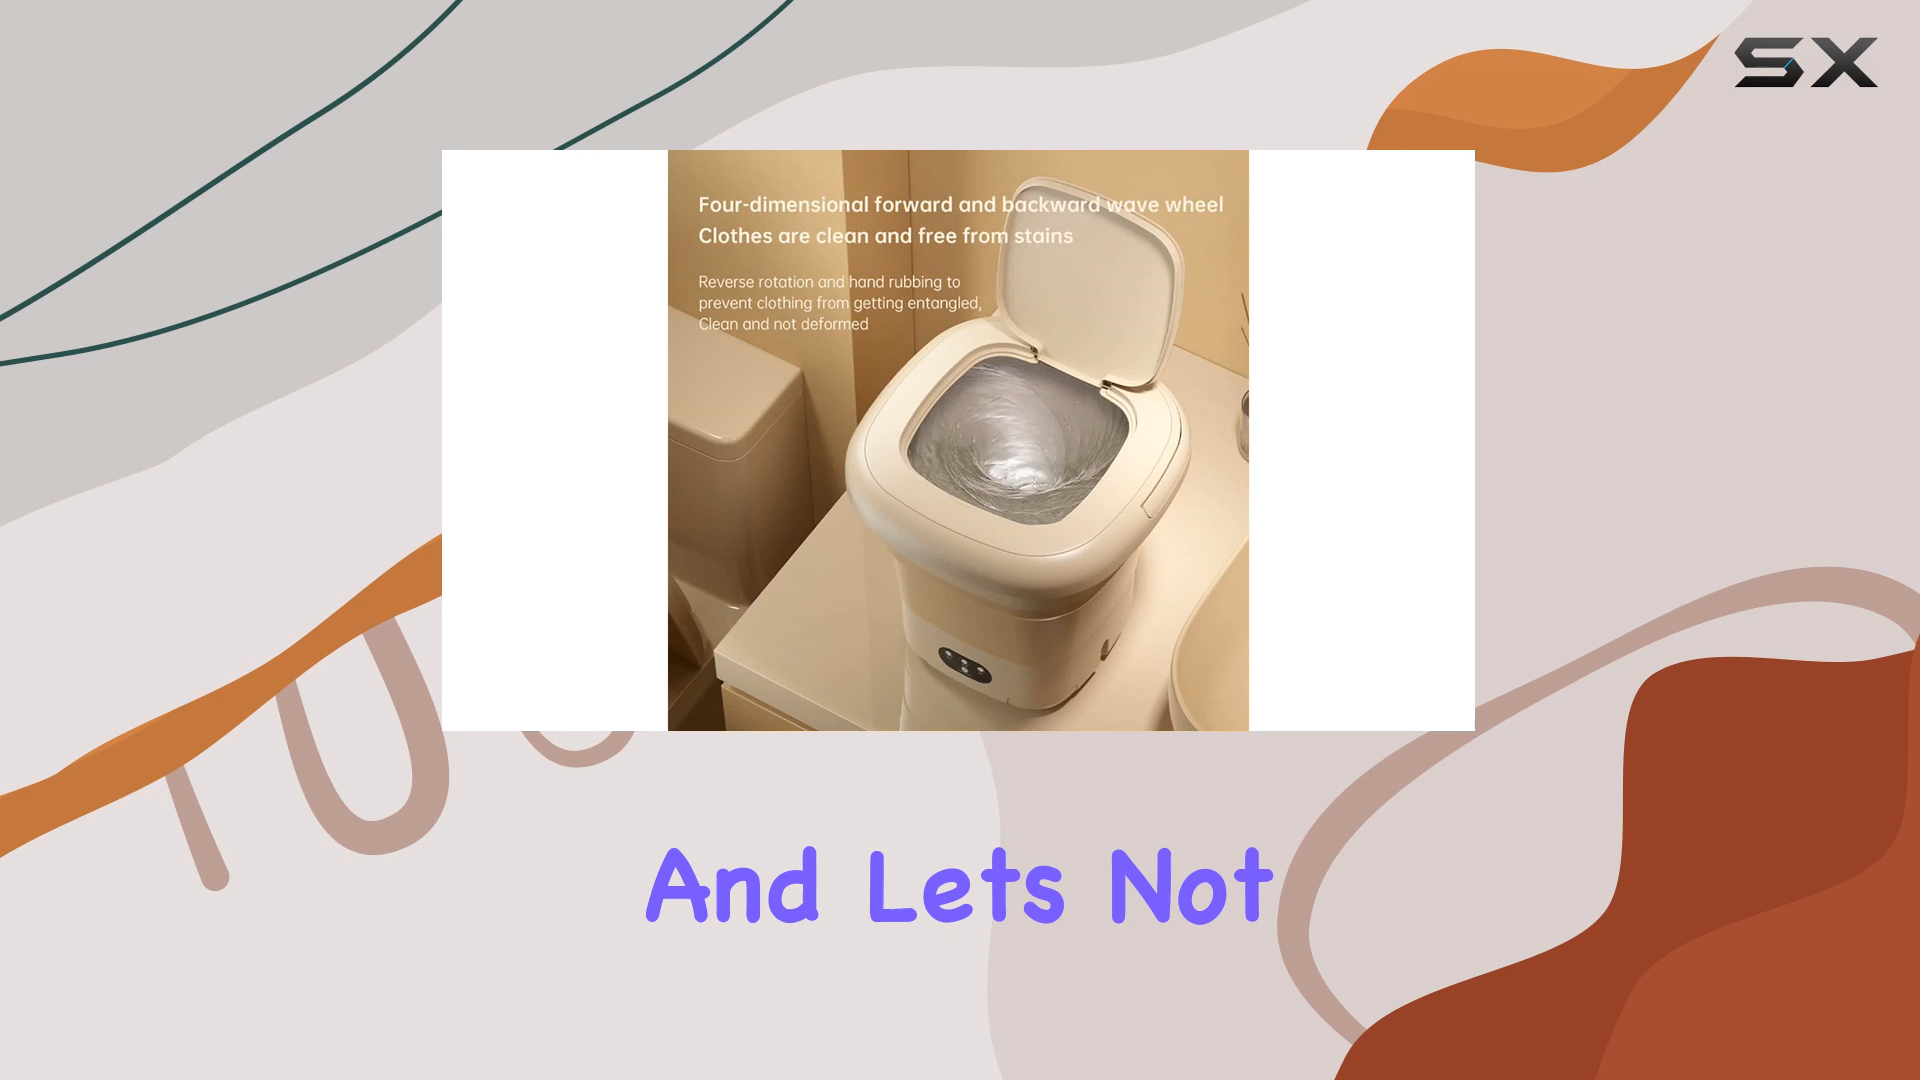 SX
Four-dimensional forward and backward wave wheel
Clothes are clean and free from stains
Reverse rotation and hand rubbing to
prevent clothing from getting entangled,
Clean and not deformed
And Lets Not